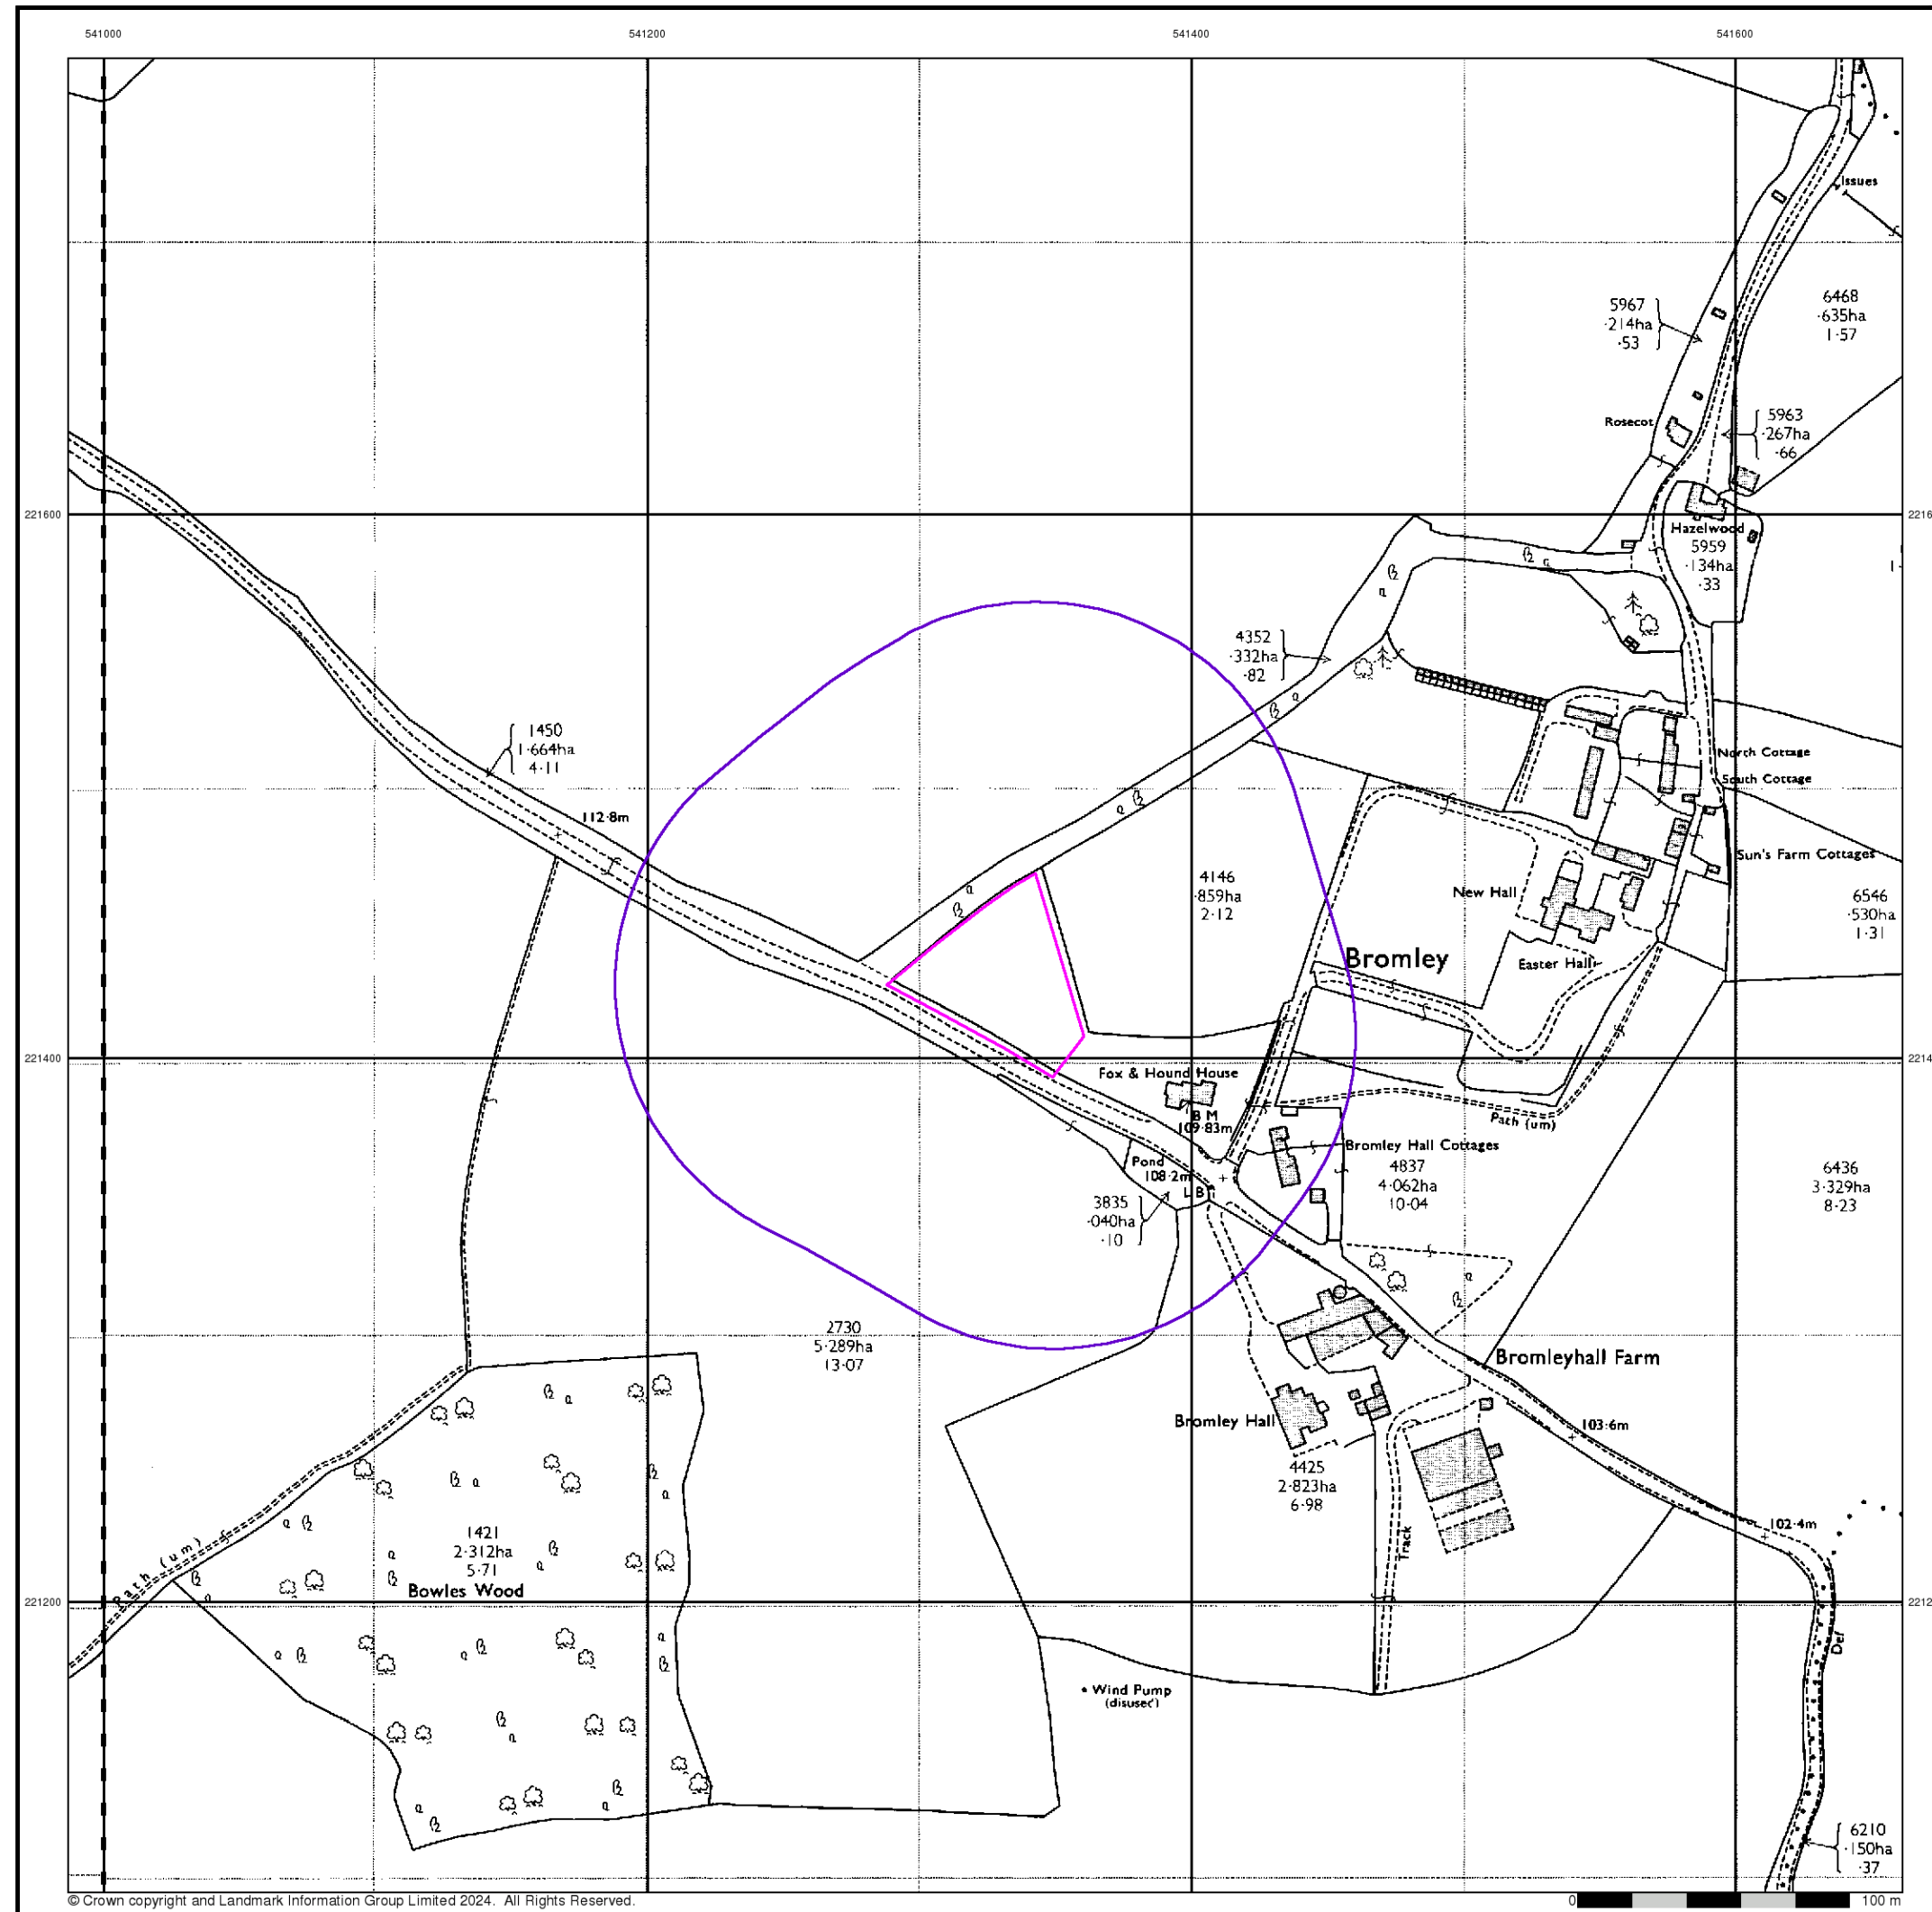 541000
541200
541400
541600
Issues
5967
·214ha
·53
6468
·635ha
1·57
Rosecot
5963
·267ha
·66
221600
2216
Hazelwood
5959
·134ha
·33
1·
4352
·332ha
·82
1450
1·664ha
4·11
112·8m
North Cottage
South Cottage
Sun's Farm Cottages
4146
·859ha
2·12
New Hall
6546
·530ha
1·31
Bromley
Easter Hall
221400
2214
Fox & Hound House
B M
109·83m
Path (um)
Bromley Hall Cottages
4837
4·062ha
10·04
Pond
108·2m
L B
3835
·040ha
·10
6436
3·329ha
8·23
2730
5·289ha
13·07
Bromleyhall Farm
Bromley Hall
103·6m
4425
2·823ha
6·98
102·4m
Track
1421
2·312ha
5·71
Bowles Wood
Path (um)
221200
2212
Def
Wind Pump
(disused)
6210
·150ha
·37
© Crown copyright and Landmark Information Group Limited 2024. All Rights Reserved.
0
100 m